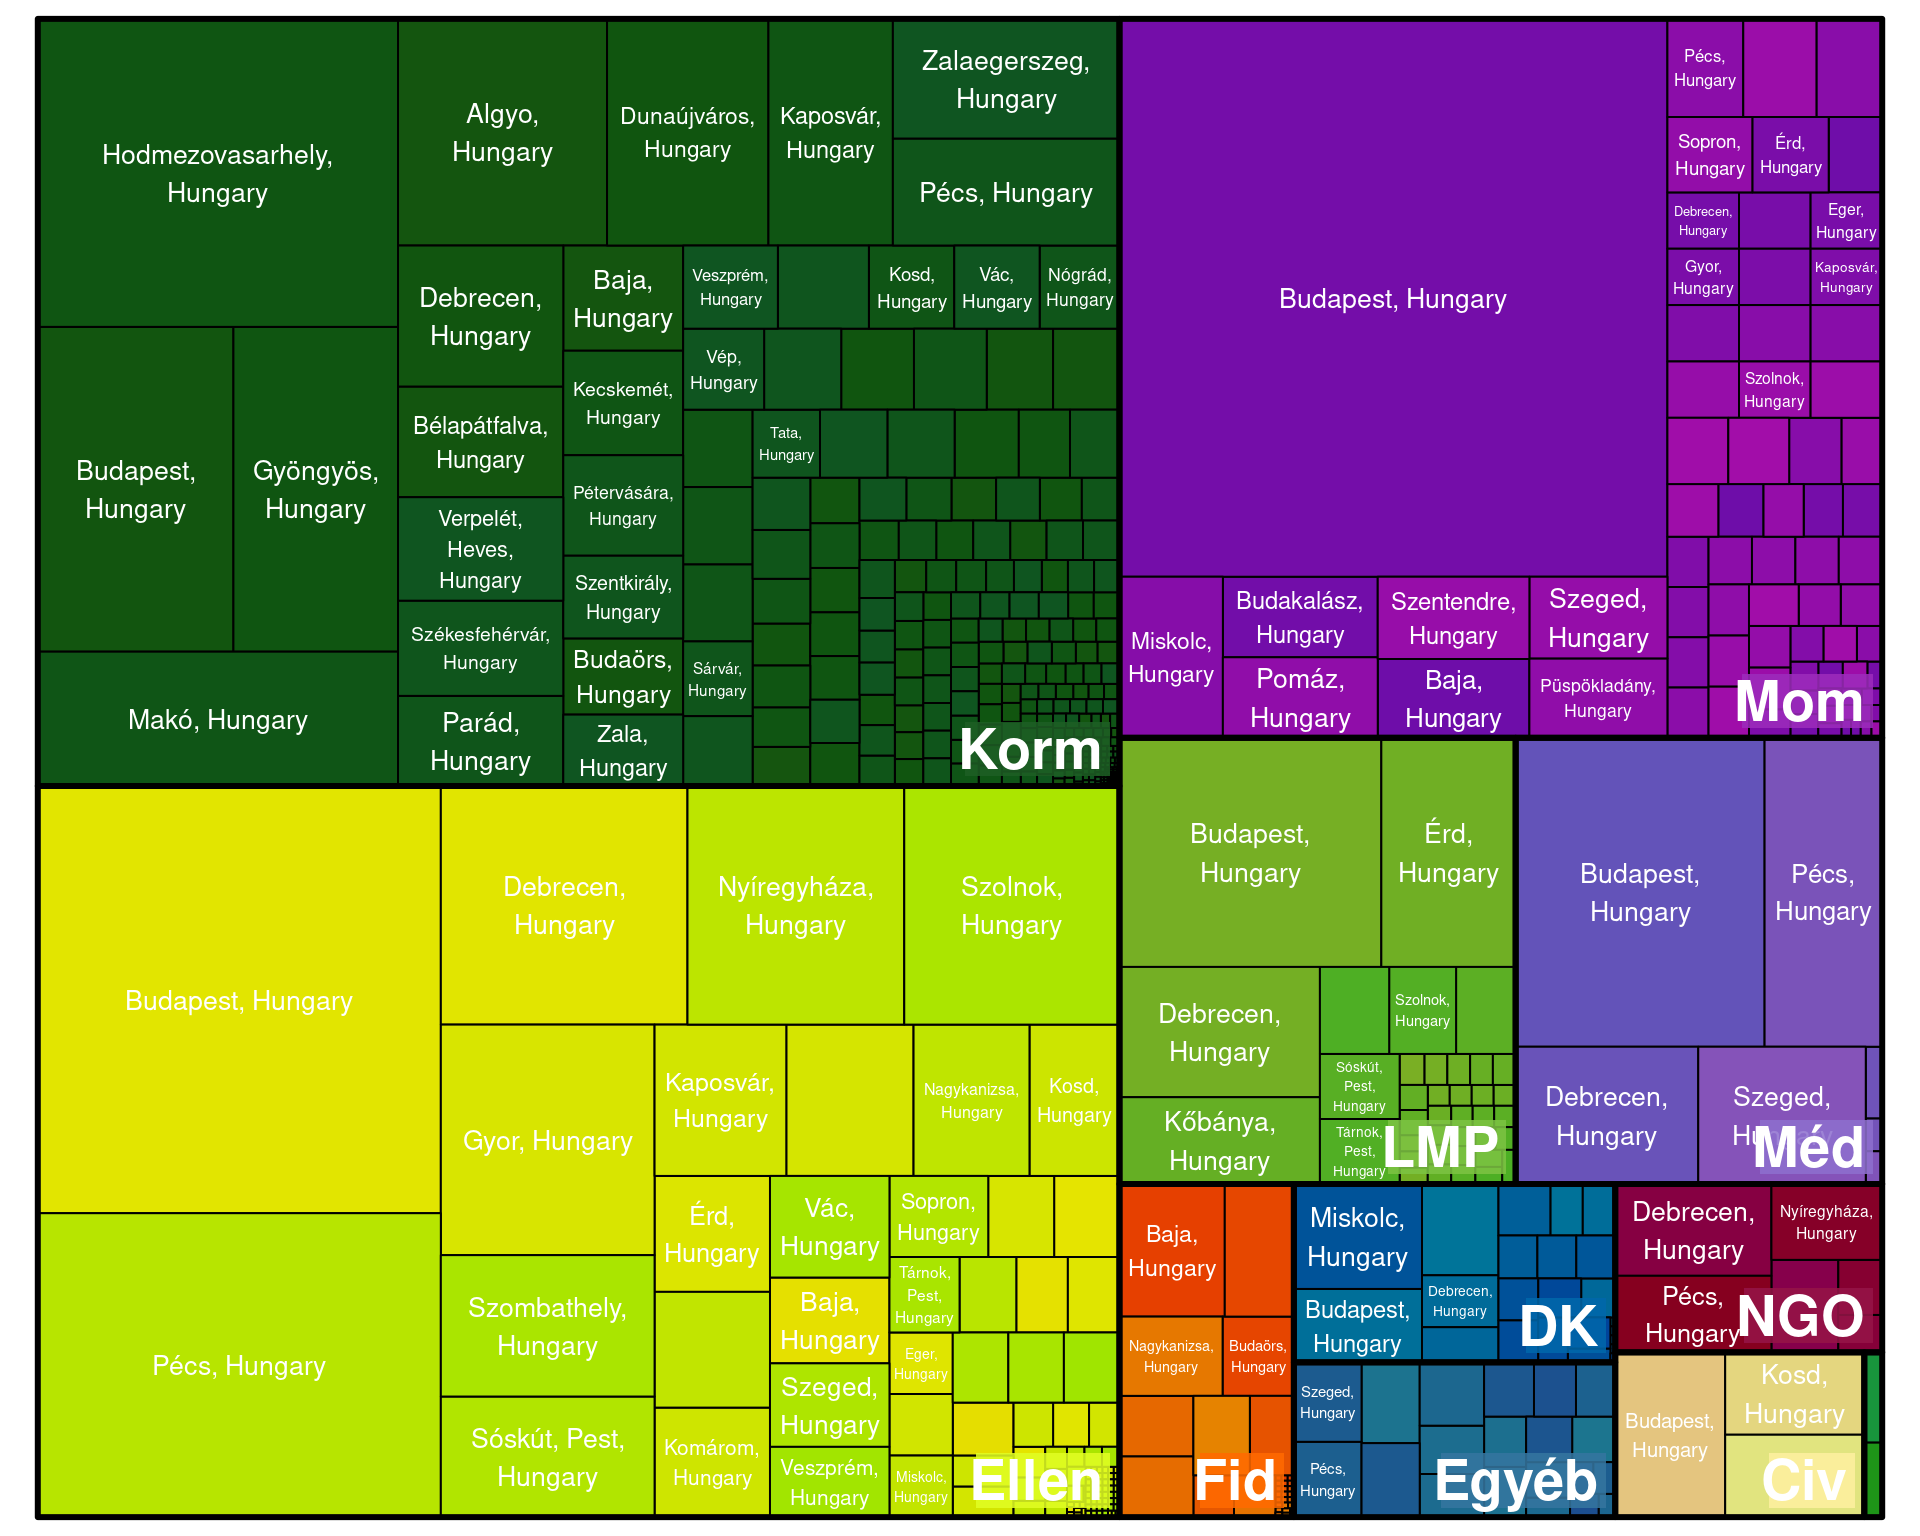 Hodmezovasarhely,
Hungary
Budapest,
Hungary
Gyöngyös,
Hungary
Makó, Hungary
Algyo,
Hungary
Dunaújváros,
Hungary
Kaposvár,
Hungary
Zalaegerszeg,
Hungary
Pécs, Hungary
Debrecen,
Hungary
Bélapátfalva,
Hungary
Verpelét,
Heves,
Hungary
Székesfehérvár,
Hungary
Parád,
Hungary
Baja,
Hungary
Kecskemét,
Hungary
Pétervására,
Hungary
Szentkirály,
Hungary
Budaörs,
Hungary
Zala,
Hungary
Veszprém,
Hungary
Kosd,
Hungary
Vác,
Hungary
Nógrád,
Hungary
Vép,
Hungary
Tata,
Hungary
Sárvár,
Hungary
Korm
Budapest, Hungary
Miskolc,
Hungary
Budakalász,
Hungary
Pomáz,
Hungary
Szentendre,
Hungary
Baja,
Hungary
Szeged,
Hungary
Püspökladány,
Hungary
Pécs,
Hungary
Sopron,
Hungary
Érd,
Hungary
Debrecen,
Hungary
Eger,
Hungary
Gyor,
Hungary
Kaposvár,
Hungary
Szolnok,
Hungary
Mom
Budapest, Hungary
Pécs, Hungary
Debrecen,
Hungary
Nyíregyháza,
Hungary
Szolnok,
Hungary
Gyor, Hungary
Szombathely,
Hungary
Sóskút, Pest,
Hungary
Kaposvár,
Hungary
Nagykanizsa,
Hungary
Kosd,
Hungary
Érd,
Hungary
Komárom,
Hungary
Vác,
Hungary
Baja,
Hungary
Szeged,
Hungary
Veszprém,
Hungary
Sopron,
Hungary
Tárnok,
Pest,
Hungary
Eger,
Hungary
Miskolc,
Hungary
Ellen
Budapest,
Hungary
Érd,
Hungary
Debrecen,
Hungary
Kőbánya,
Hungary
Szolnok,
Hungary
Sóskút,
Pest,
Hungary
Tárnok,
Pest,
Hungary
LMP
Budapest,
Hungary
Pécs,
Hungary
Debrecen,
Hungary
Szeged,
Hungary
Méd
Baja,
Hungary
Nagykanizsa,
Hungary
Budaörs,
Hungary
Fid
Miskolc,
Hungary
Budapest,
Hungary
Debrecen,
Hungary
DK
Szeged,
Hungary
Pécs,
Hungary
Egyéb
Debrecen,
Hungary
Nyíregyháza,
Hungary
Pécs,
Hungary
NGO
Budapest,
Hungary
Kosd,
Hungary
Civ